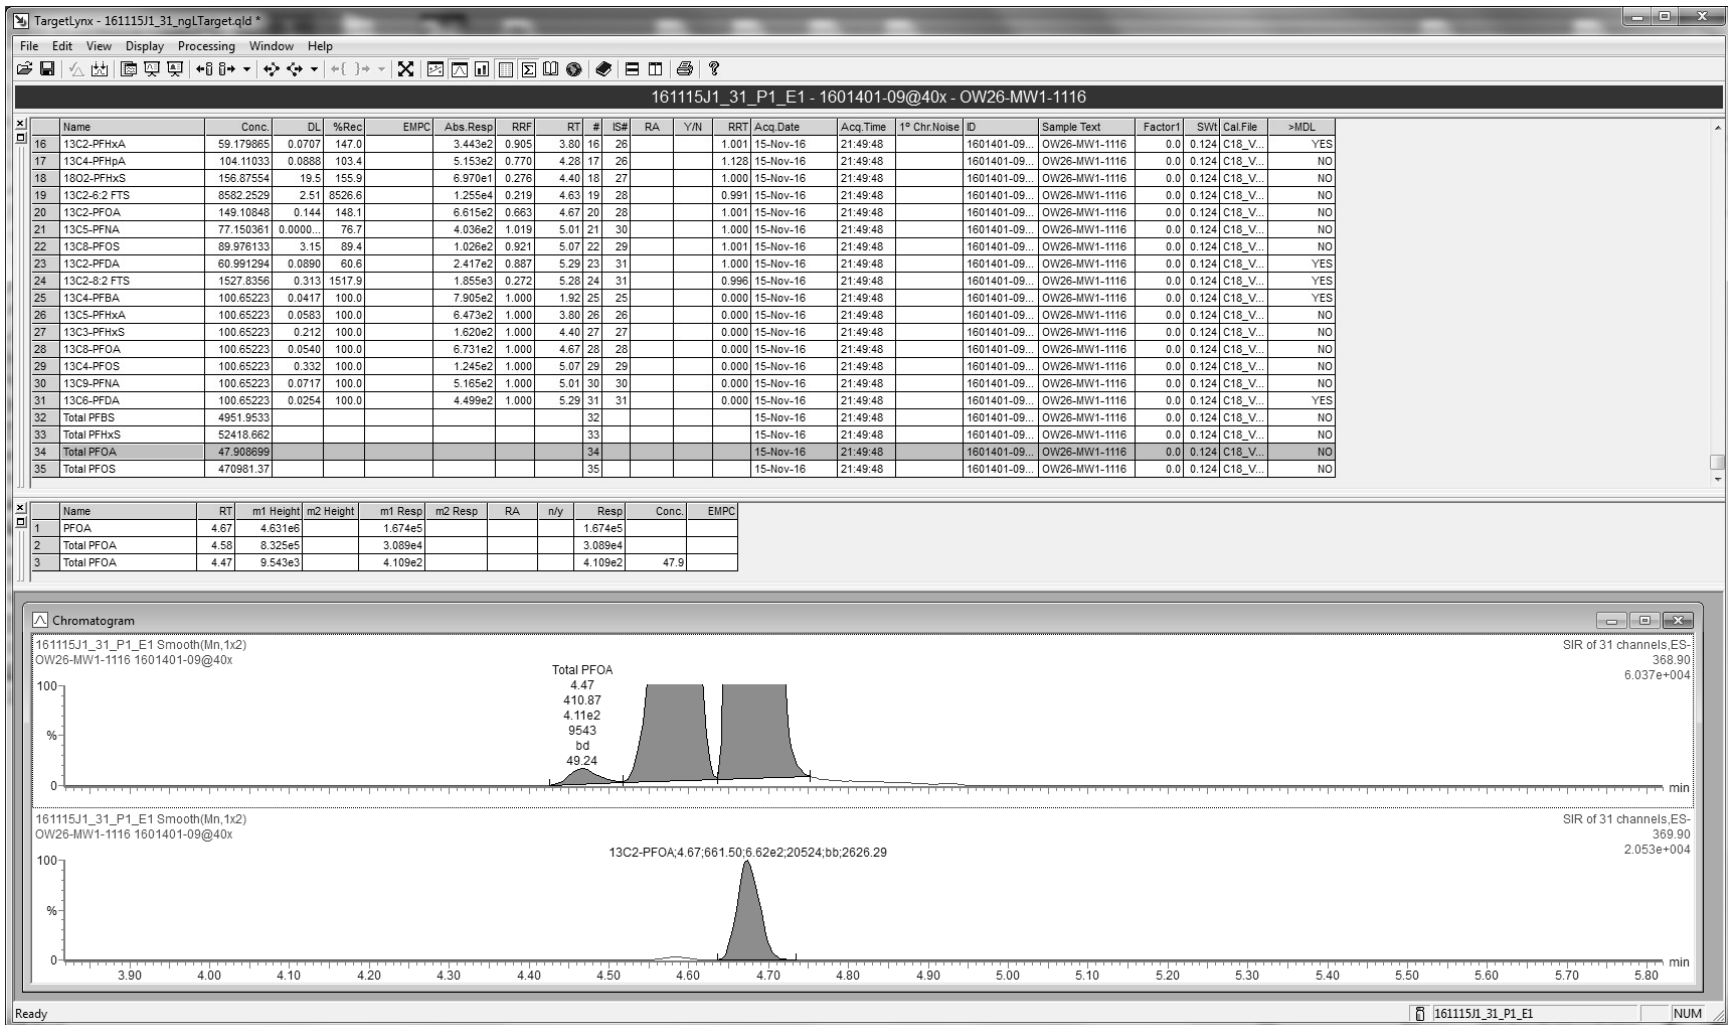 TargetLynx - 161115J1_31_ngLTarget.qld *
File Edit View Display Processing Window Help
161115J1_31_P1_E1 - 1601401-09@40x - OW26-MW1-1116
Name Conc. DL %Rec EMPC Abs.Resp RRF RT # IS# RA Y/N RRT Acq.Date Acq.Time 1º Chr.Noise ID Sample Text Factor1 SWt Cal.File >MDL
16 13C2-PFHxA 59.179865 0.0707 147.0 3.443e2 0.905 3.80 16 26 1.001 15-Nov-16 21:49:48 1601401-09... OW26-MW1-1116 0.0 0.124 C18_V... YES
17 13C4-PFHpA 104.11033 0.0888 103.4 5.153e2 0.770 4.28 17 26 1.128 15-Nov-16 21:49:48 1601401-09... OW26-MW1-1116 0.0 0.124 C18_V... NO
18 18O2-PFHxS 156.87554 19.5 155.9 6.970e1 0.276 4.40 18 27 1.000 15-Nov-16 21:49:48 1601401-09... OW26-MW1-1116 0.0 0.124 C18_V... NO
19 13C2-6:2 FTS 8582.2529 2.51 8526.6 1.255e4 0.219 4.63 19 28 0.991 15-Nov-16 21:49:48 1601401-09... OW26-MW1-1116 0.0 0.124 C18_V... NO
20 13C2-PFOA 149.10848 0.144 148.1 6.615e2 0.663 4.67 20 28 1.001 15-Nov-16 21:49:48 1601401-09... OW26-MW1-1116 0.0 0.124 C18_V... NO
21 13C5-PFNA 77.150361 0.0000... 76.7 4.036e2 1.019 5.01 21 30 1.000 15-Nov-16 21:49:48 1601401-09... OW26-MW1-1116 0.0 0.124 C18_V... NO
22 13C8-PFOS 89.976133 3.15 89.4 1.026e2 0.921 5.07 22 29 1.001 15-Nov-16 21:49:48 1601401-09... OW26-MW1-1116 0.0 0.124 C18_V... NO
23 13C2-PFDA 60.991294 0.0890 60.6 2.417e2 0.887 5.29 23 31 1.000 15-Nov-16 21:49:48 1601401-09... OW26-MW1-1116 0.0 0.124 C18_V... YES
24 13C2-8:2 FTS 1527.8356 0.313 1517.9 1.855e3 0.272 5.28 24 31 0.996 15-Nov-16 21:49:48 1601401-09... OW26-MW1-1116 0.0 0.124 C18_V... YES
25 13C4-PFBA 100.65223 0.0417 100.0 7.905e2 1.000 1.92 25 25 0.000 15-Nov-16 21:49:48 1601401-09... OW26-MW1-1116 0.0 0.124 C18_V... YES
26 13C5-PFHxA 100.65223 0.0583 100.0 6.473e2 1.000 3.80 26 26 0.000 15-Nov-16 21:49:48 1601401-09... OW26-MW1-1116 0.0 0.124 C18_V... NO
27 13C3-PFHxS 100.65223 0.212 100.0 1.620e2 1.000 4.40 27 27 0.000 15-Nov-16 21:49:48 1601401-09... OW26-MW1-1116 0.0 0.124 C18_V... NO
28 13C8-PFOA 100.65223 0.0540 100.0 6.731e2 1.000 4.67 28 28 0.000 15-Nov-16 21:49:48 1601401-09... OW26-MW1-1116 0.0 0.124 C18_V... NO
29 13C4-PFOS 100.65223 0.332 100.0 1.245e2 1.000 5.07 29 29 0.000 15-Nov-16 21:49:48 1601401-09... OW26-MW1-1116 0.0 0.124 C18_V... NO
30 13C9-PFNA 100.65223 0.0717 100.0 5.165e2 1.000 5.01 30 30 0.000 15-Nov-16 21:49:48 1601401-09... OW26-MW1-1116 0.0 0.124 C18_V... NO
31 13C6-PFDA 100.65223 0.0254 100.0 4.499e2 1.000 5.29 31 31 0.000 15-Nov-16 21:49:48 1601401-09... OW26-MW1-1116 0.0 0.124 C18_V... YES
32 Total PFBS 4951.9533 32 15-Nov-16 21:49:48 1601401-09... OW26-MW1-1116 0.0 0.124 C18_V... NO
33 Total PFHxS 52418.662 33 15-Nov-16 21:49:48 1601401-09... OW26-MW1-1116 0.0 0.124 C18_V... NO
34 Total PFOA 47.908699 34 15-Nov-16 21:49:48 1601401-09... OW26-MW1-1116 0.0 0.124 C18_V... NO
35 Total PFOS 470981.37 35 15-Nov-16 21:49:48 1601401-09... OW26-MW1-1116 0.0 0.124 C18_V... NO
Name RT m1 Height m2 Height m1 Resp m2 Resp RA n/y Resp Conc. EMPC
1 PFOA 4.67 4.631e6 1.674e5 1.674e5
2 Total PFOA 4.58 8.325e5 3.089e4 3.089e4
3 Total PFOA 4.47 9.543e3 4.109e2 4.109e2 47.9
Chromatogram
161115J1_31_P1_E1 Smooth(Mn,1x2)
OW26-MW1-1116 1601401-09@40x
SIR of 31 channels,ES-
368.90
6.037e+004
Total PFOA
4.47
410.87
4.11e2
9543
bd
49.24
100
%
0
min
161115J1_31_P1_E1 Smooth(Mn,1x2)
OW26-MW1-1116 1601401-09@40x
SIR of 31 channels,ES-
369.90
2.053e+004
13C2-PFOA;4.67;661.50;6.62e2;20524;bb;2626.29
100
%
0
min
3.90 4.00 4.10 4.20 4.30 4.40 4.50 4.60 4.70 4.80 4.90 5.00 5.10 5.20 5.30 5.40 5.50 5.60 5.70 5.80
Ready
161115J1_31_P1_E1
NUM